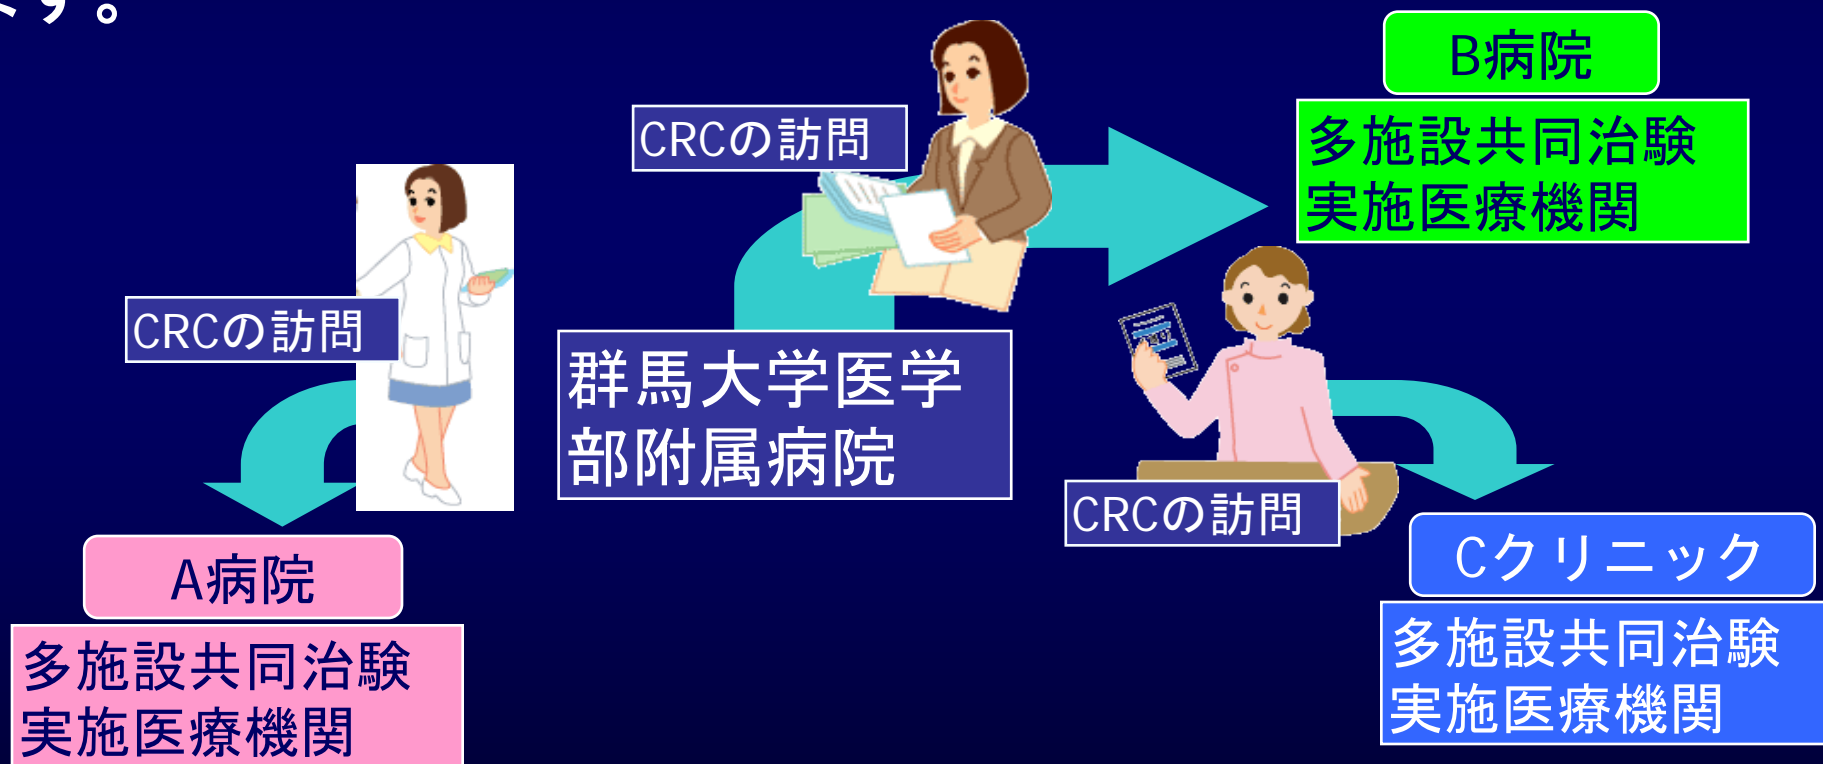 ます。
B病院
多施設共同治験
実施医療機関
CRCの訪問
CRCの訪問
群馬大学医学
部附属病院
CRCの訪問
A病院
多施設共同治験
実施医療機関
Cクリニック
多施設共同治験
実施医療機関